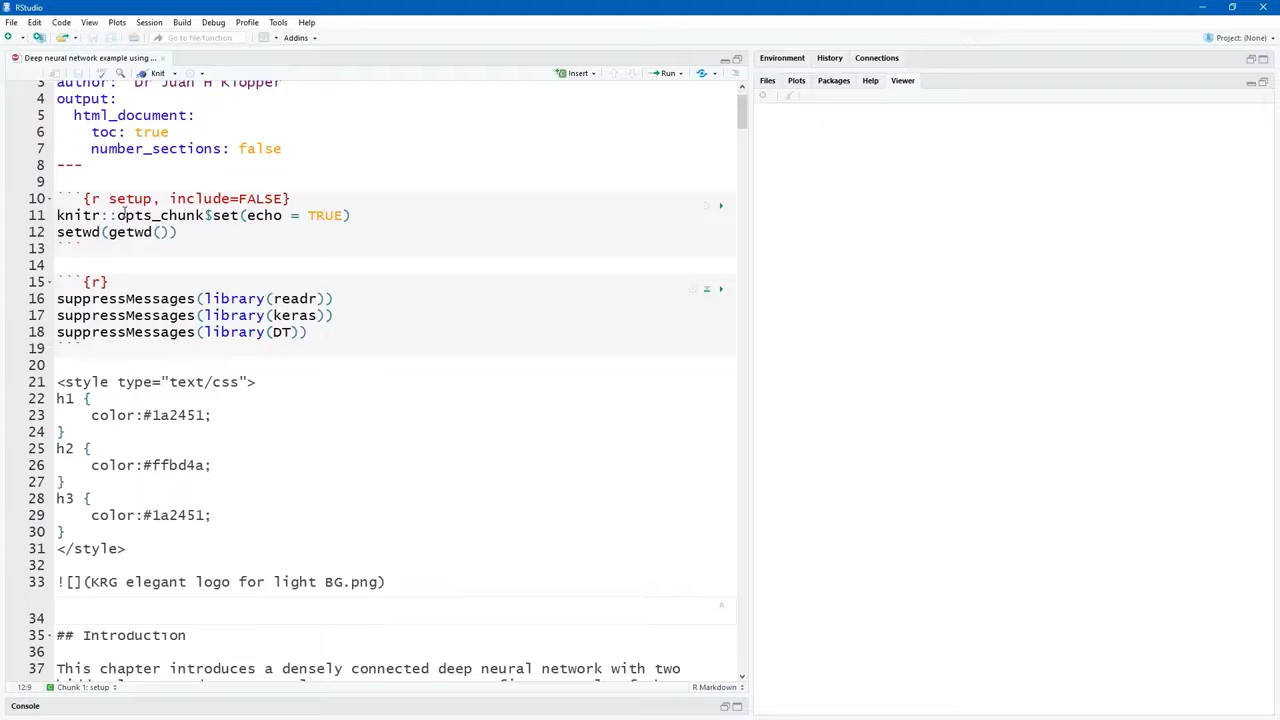 RStudio
File Edit Code View Plots Session Build Debug Profile Tools Help
Go to file/function Addins Project: (None)
Deep neural network example using ...
Knit Insert Run
3 author: "Dr Juan H Klopper"
4 output:
5 html_document:
6 toc: true
7 number_sections: false
8 ---
9
10 ```{r setup, include=FALSE}
11 knitr::opts_chunk$set(echo = TRUE)
12 setwd(getwd())
13 ```
14
15 ```{r}
16 suppressMessages(library(readr))
17 suppressMessages(library(keras))
18 suppressMessages(library(DT))
19 ```
20
21 <style type="text/css">
22 h1 {
23 color:#1a2451;
24 }
25 h2 {
26 color:#ffbd4a;
27 }
28 h3 {
29 color:#1a2451;
30 }
31 </style>
32
33 ![](KRG elegant logo for light BG.png)
34
35 ## Introduction
36
37 This chapter introduces a densely connected deep neural network with two
12:9 Chunk 1: setup R Markdown
Console
Environment History Connections
Files Plots Packages Help Viewer